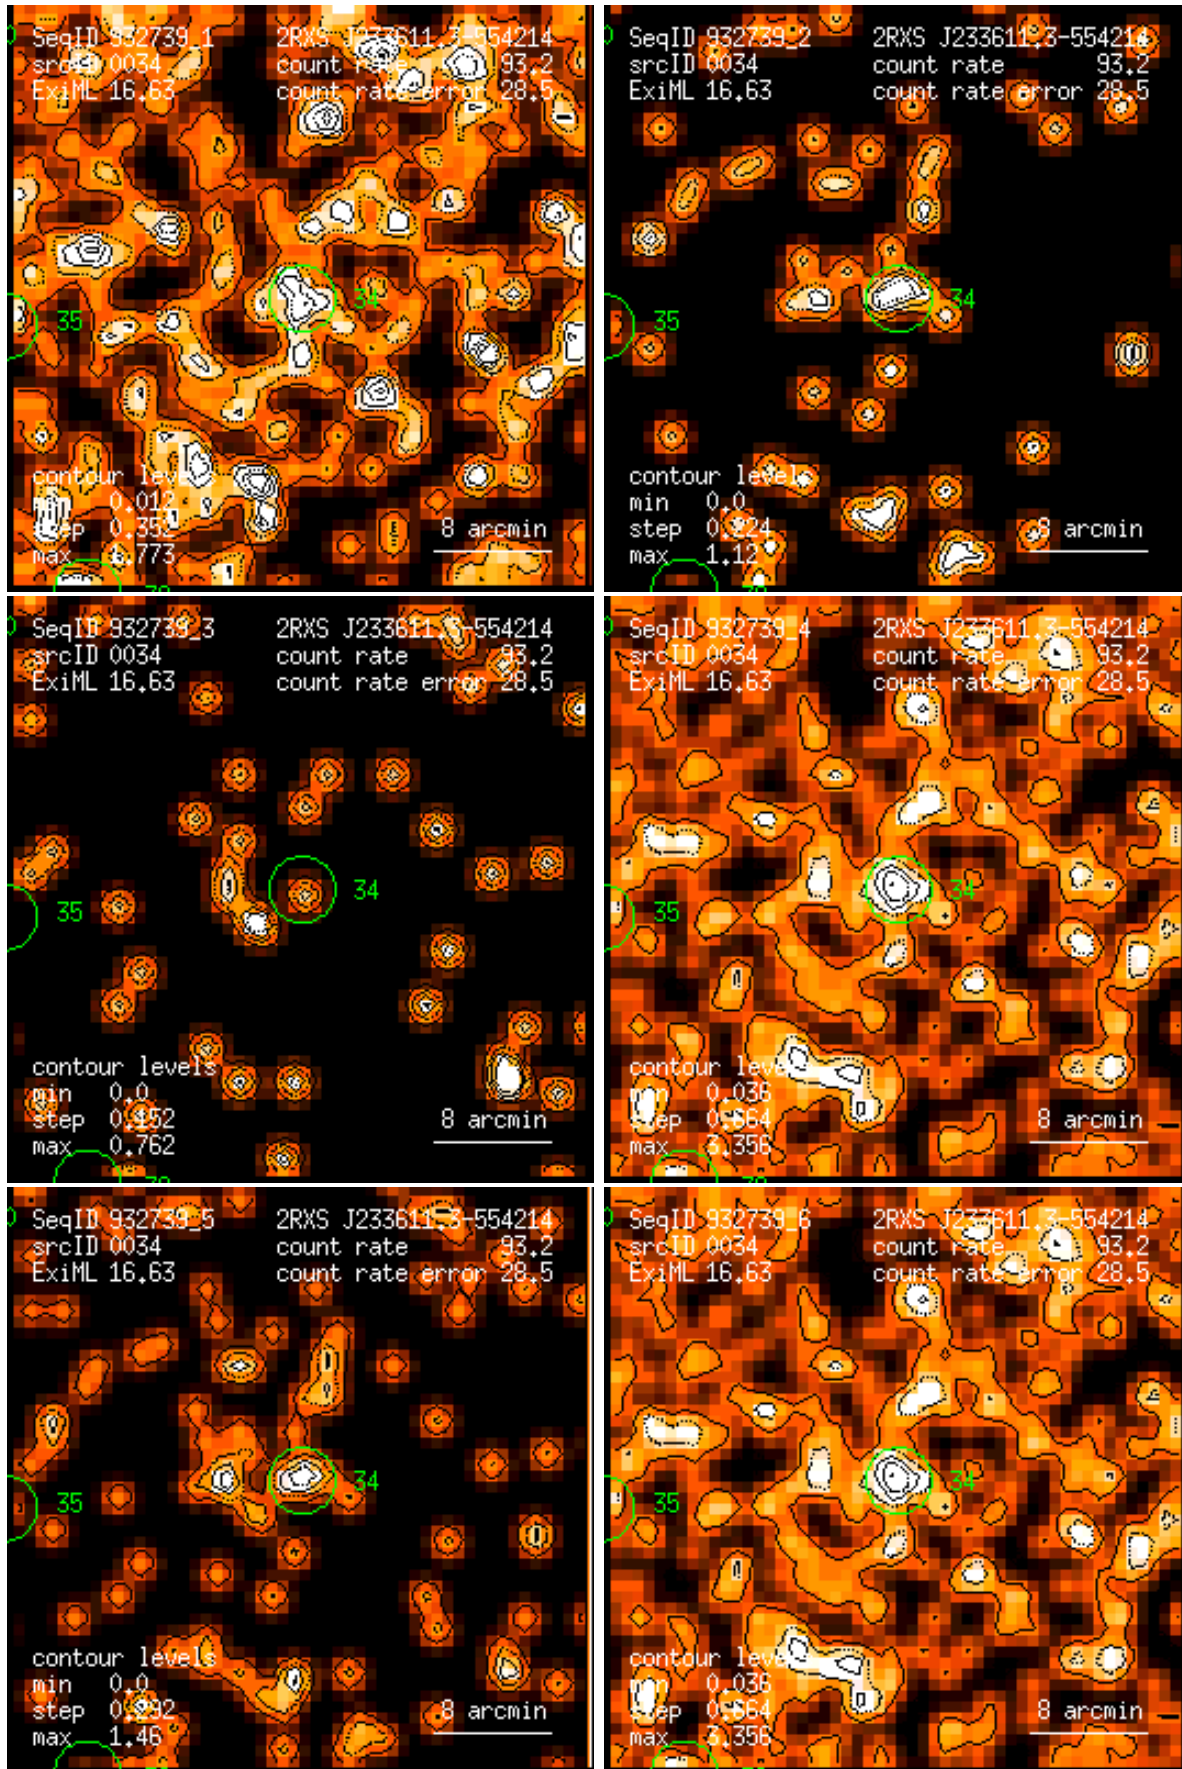 SeqID 932739_1 2RXS J233611.3-554214
srcID 0034 count rate 93.2
ExiML 16.63 count rate error 28.5
34
35
contour levels
min 0.012
step 0.352
max 1.773
8 arcmin
SeqID 932739_2 2RXS J233611.3-554214
srcID 0034 count rate 93.2
ExiML 16.63 count rate error 28.5
34
35
contour levels
min 0.0
step 0.224
max 1.12
8 arcmin
SeqID 932739_3 2RXS J233611.3-554214
srcID 0034 count rate 93.2
ExiML 16.63 count rate error 28.5
34
35
contour levels
min 0.0
step 0.152
max 0.762
8 arcmin
SeqID 932739_4 2RXS J233611.3-554214
srcID 0034 count rate 93.2
ExiML 16.63 count rate error 28.5
34
35
contour levels
min 0.036
step 0.664
max 3.356
8 arcmin
SeqID 932739_5 2RXS J233611.3-554214
srcID 0034 count rate 93.2
ExiML 16.63 count rate error 28.5
34
35
contour levels
min 0.0
step 0.292
max 1.46
8 arcmin
SeqID 932739_6 2RXS J233611.3-554214
srcID 0034 count rate 93.2
ExiML 16.63 count rate error 28.5
34
35
contour levels
min 0.036
step 0.664
max 3.356
8 arcmin